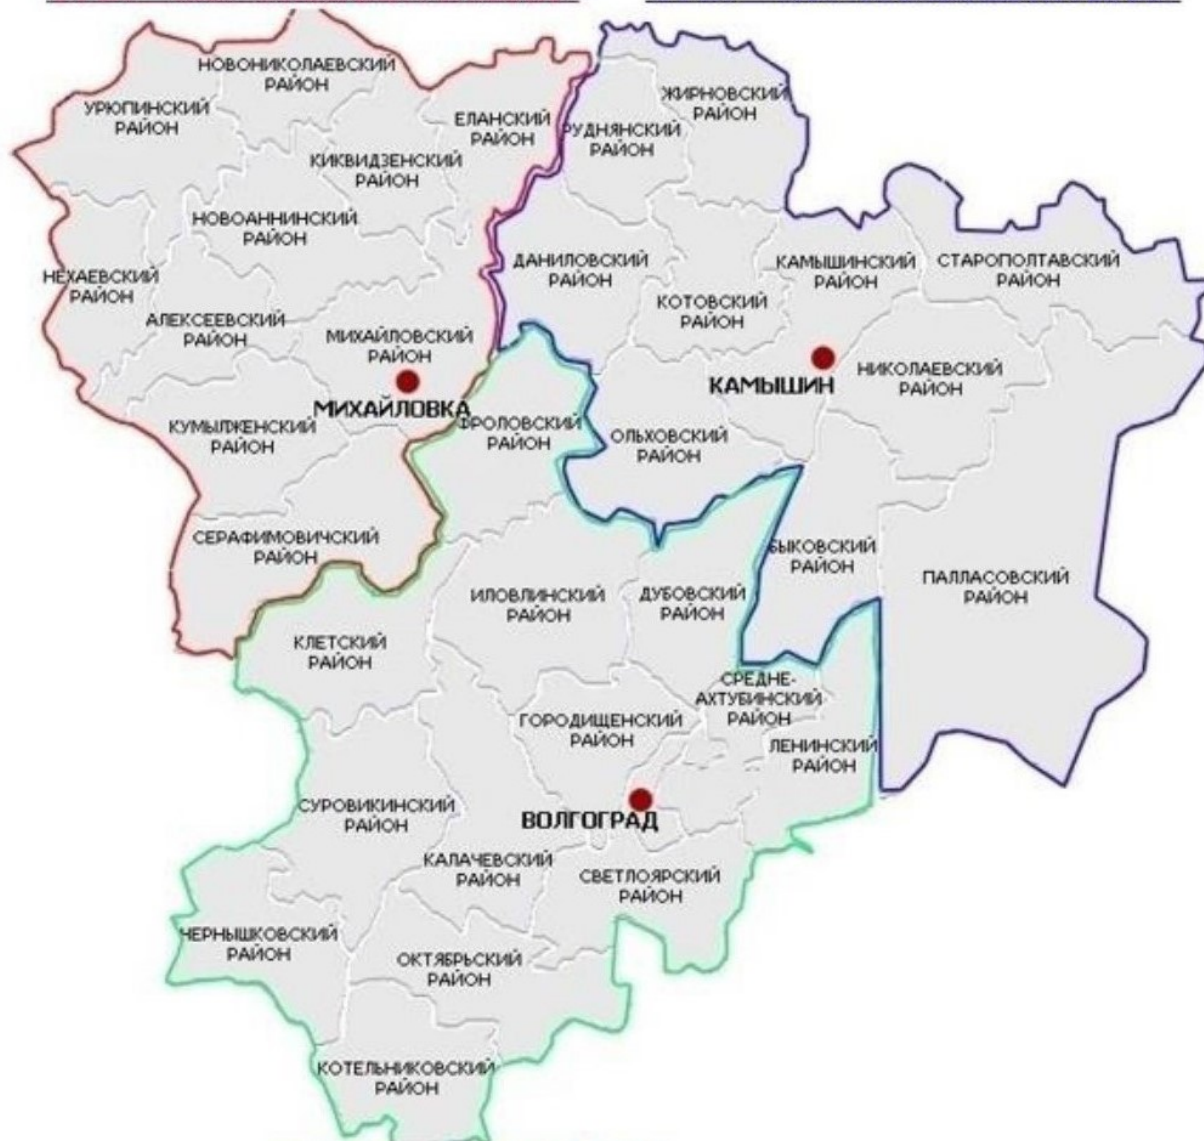 НОВОНИКОЛАЕВСКИЙ
РАЙОН
УРЮПИНСКИЙ
РАЙОН
ЕЛАНСКИЙ
РАЙОН
РУДНЯНСКИЙ
РАЙОН
ЖИРНОВСКИЙ
РАЙОН
КИКВИДЗЕНСКИЙ
РАЙОН
НОВОАННИНСКИЙ
РАЙОН
НЕХАЕВСКИЙ
РАЙОН
АЛЕКСЕЕВСКИЙ
РАЙОН
ДАНИЛОВСКИЙ
РАЙОН
КАМЫШИНСКИЙ
РАЙОН
СТАРОПОЛТАВСКИЙ
РАЙОН
КОТОВСКИЙ
РАЙОН
МИХАЙЛОВСКИЙ
РАЙОН
МИХАЙЛОВКА
КАМЫШИН
НИКОЛАЕВСКИЙ
РАЙОН
КУМЫЛЖЕНСКИЙ
РАЙОН
ФРОЛОВСКИЙ
РАЙОН
ОЛЬХОВСКИЙ
РАЙОН
СЕРАФИМОВИЧСКИЙ
РАЙОН
БЫКОВСКИЙ
РАЙОН
ПАЛЛАСОВСКИЙ
РАЙОН
ИЛОВЛИНСКИЙ
РАЙОН
ДУБОВСКИЙ
РАЙОН
КЛЕТСКИЙ
РАЙОН
СРЕДНЕ-
АХТУБИНСКИЙ
РАЙОН
ГОРОДИЩЕНСКИЙ
РАЙОН
ЛЕНИНСКИЙ
РАЙОН
СУРОВИКИНСКИЙ
РАЙОН
ВОЛГОГРАД
КАЛАЧЕВСКИЙ
РАЙОН
СВЕТЛОЯРСКИЙ
РАЙОН
ЧЕРНЫШКОВСКИЙ
РАЙОН
ОКТЯБРЬСКИЙ
РАЙОН
КОТЕЛЬНИКОВСКИЙ
РАЙОН